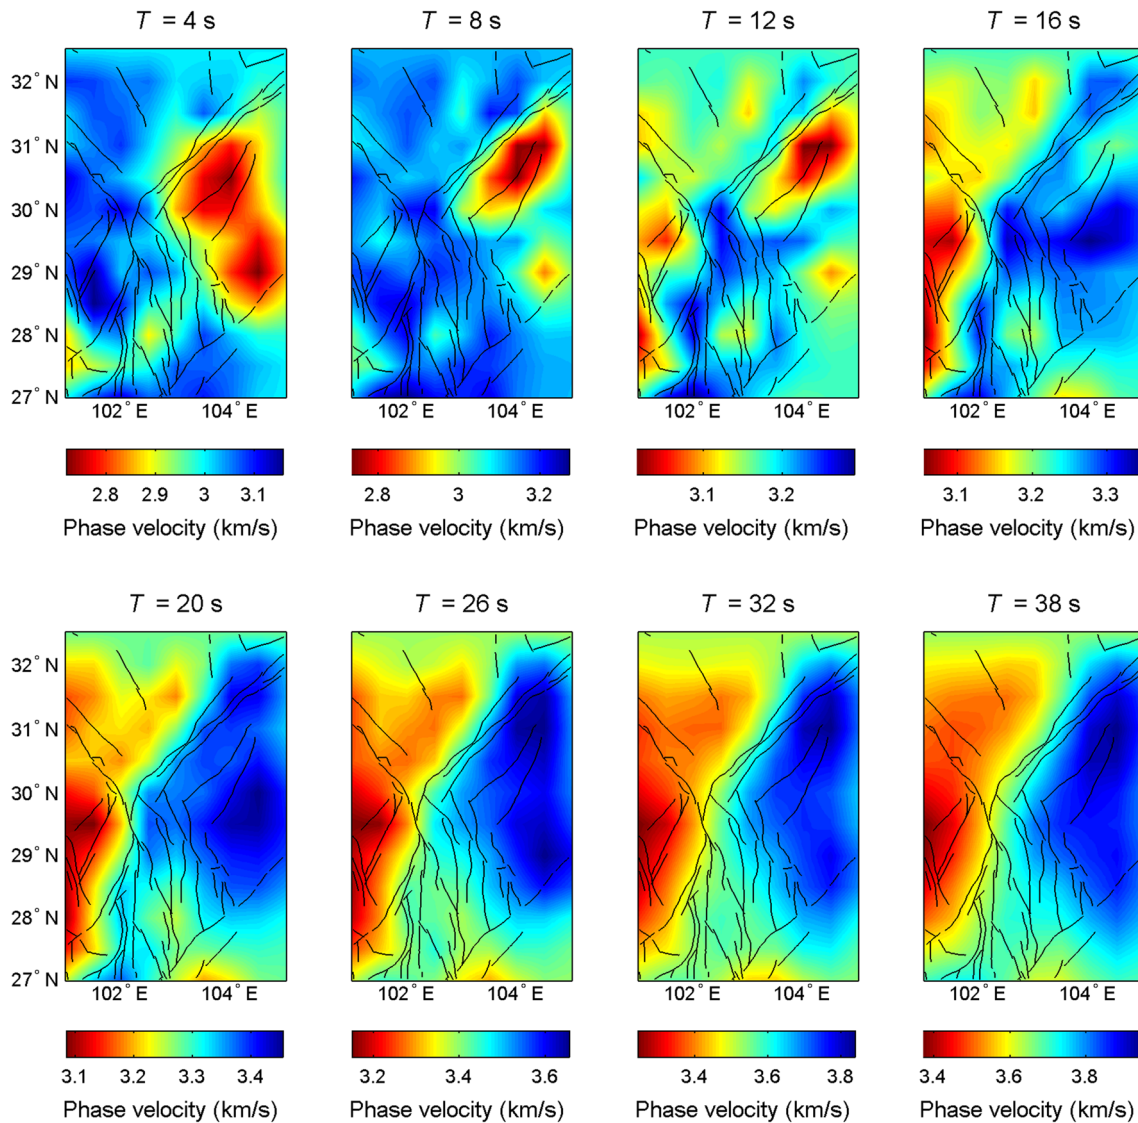 T = 4 s T = 8 s T = 12 s T = 16 s
32° N
31° N
30° N
29° N
28° N
27° N
102° E 104° E 102° E 104° E 102° E 104° E 102° E 104° E
2.8 2.9 3 3.1 2.8 3 3.2 3.1 3.2 3.1 3.2 3.3
Phase velocity (km/s) Phase velocity (km/s) Phase velocity (km/s) Phase velocity (km/s)
T = 20 s T = 26 s T = 32 s T = 38 s
32° N
31° N
30° N
29° N
28° N
27° N
102° E 104° E 102° E 104° E 102° E 104° E 102° E 104° E
3.1 3.2 3.3 3.4 3.2 3.4 3.6 3.4 3.6 3.8 3.4 3.6 3.8
Phase velocity (km/s) Phase velocity (km/s) Phase velocity (km/s) Phase velocity (km/s)